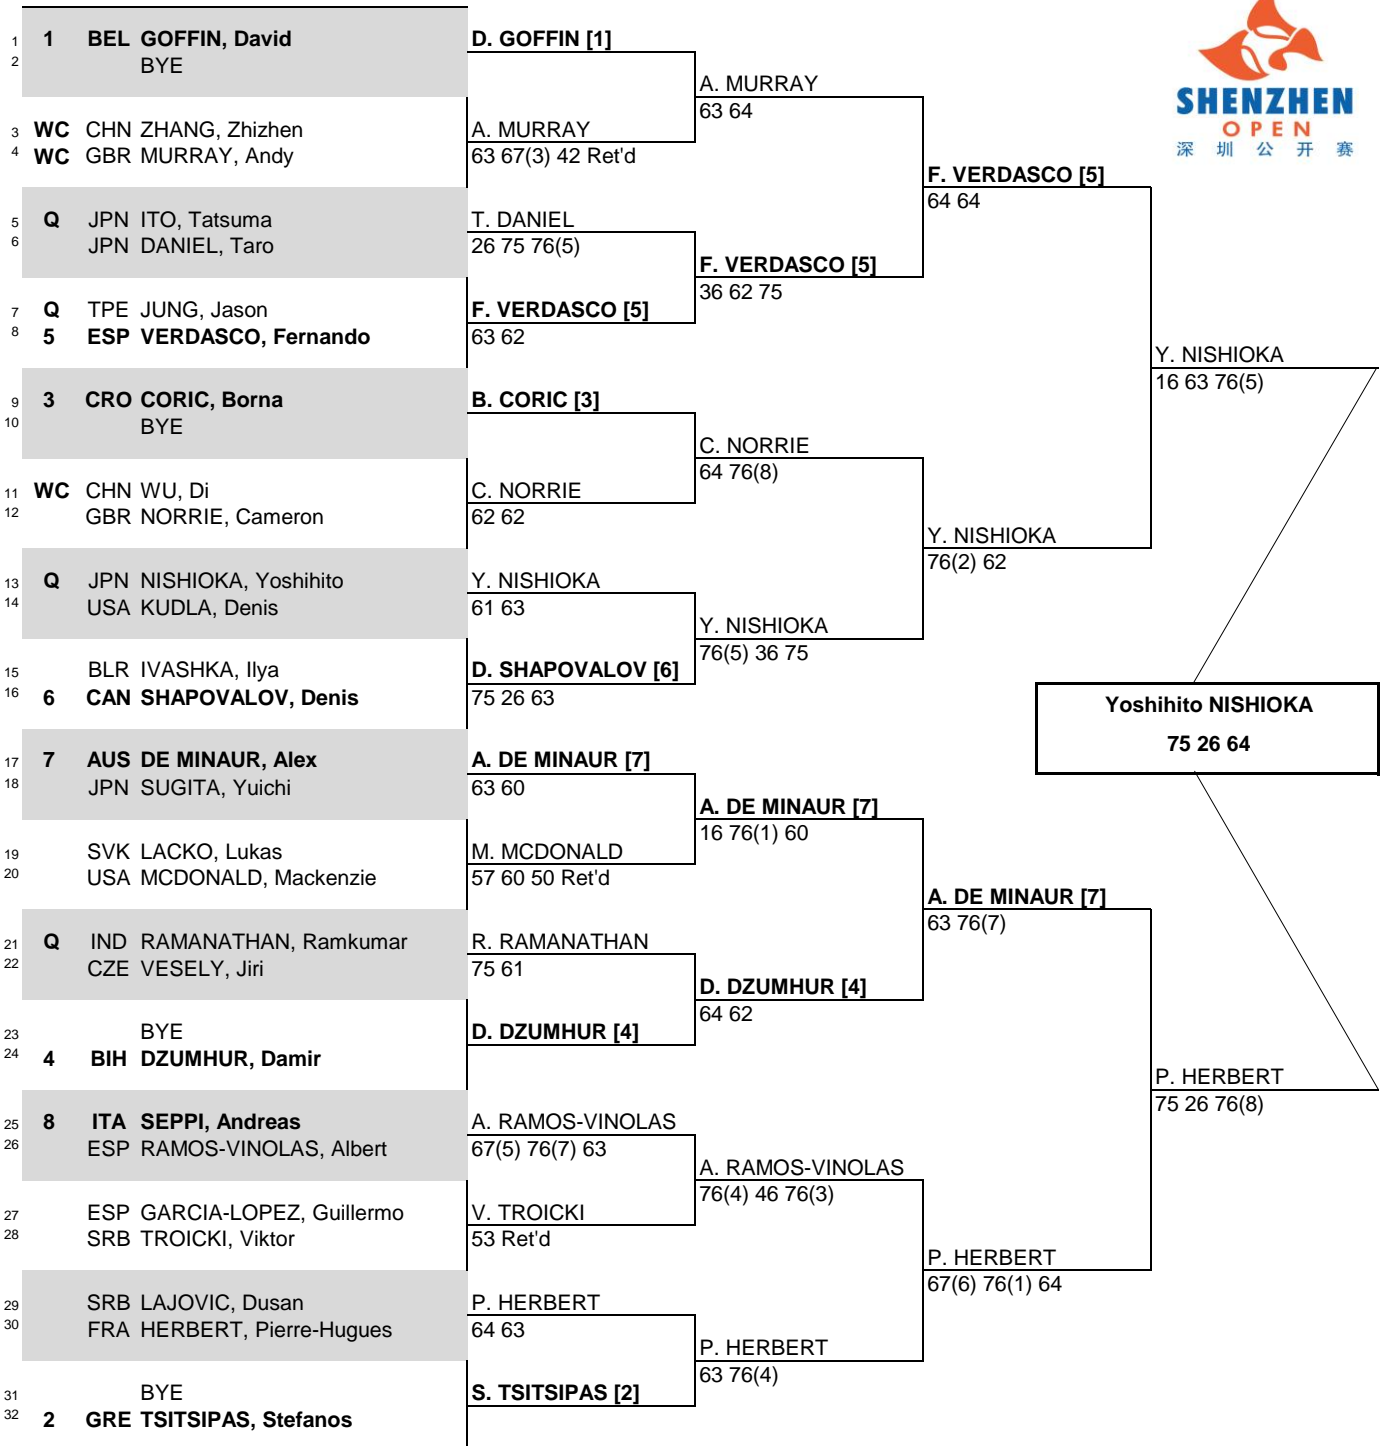 SHENZHEN
OPEN
深圳公开赛
1 1 BEL GOFFIN, David
2 BYE
3 WC CHN ZHANG, Zhizhen
4 WC GBR MURRAY, Andy
5 Q JPN ITO, Tatsuma
6 JPN DANIEL, Taro
7 Q TPE JUNG, Jason
8 5 ESP VERDASCO, Fernando
9 3 CRO CORIC, Borna
10 BYE
11 WC CHN WU, Di
12 GBR NORRIE, Cameron
13 Q JPN NISHIOKA, Yoshihito
14 USA KUDLA, Denis
15 BLR IVASHKA, Ilya
16 6 CAN SHAPOVALOV, Denis
17 7 AUS DE MINAUR, Alex
18 JPN SUGITA, Yuichi
19 SVK LACKO, Lukas
20 USA MCDONALD, Mackenzie
21 Q IND RAMANATHAN, Ramkumar
22 CZE VESELY, Jiri
23 BYE
24 4 BIH DZUMHUR, Damir
25 8 ITA SEPPI, Andreas
26 ESP RAMOS-VINOLAS, Albert
27 ESP GARCIA-LOPEZ, Guillermo
28 SRB TROICKI, Viktor
29 SRB LAJOVIC, Dusan
30 FRA HERBERT, Pierre-Hugues
31 BYE
32 2 GRE TSITSIPAS, Stefanos
D. GOFFIN [1]
A. MURRAY
63 67(3) 42 Ret'd
T. DANIEL
26 75 76(5)
F. VERDASCO [5]
63 62
B. CORIC [3]
C. NORRIE
62 62
Y. NISHIOKA
61 63
D. SHAPOVALOV [6]
75 26 63
A. DE MINAUR [7]
63 60
M. MCDONALD
57 60 50 Ret'd
R. RAMANATHAN
75 61
D. DZUMHUR [4]
A. RAMOS-VINOLAS
67(5) 76(7) 63
V. TROICKI
53 Ret'd
P. HERBERT
64 63
S. TSITSIPAS [2]
A. MURRAY
63 64
F. VERDASCO [5]
36 62 75
C. NORRIE
64 76(8)
Y. NISHIOKA
76(5) 36 75
A. DE MINAUR [7]
16 76(1) 60
D. DZUMHUR [4]
64 62
A. RAMOS-VINOLAS
76(4) 46 76(3)
P. HERBERT
63 76(4)
F. VERDASCO [5]
64 64
Y. NISHIOKA
76(2) 62
A. DE MINAUR [7]
63 76(7)
P. HERBERT
67(6) 76(1) 64
Y. NISHIOKA
16 63 76(5)
P. HERBERT
75 26 76(8)
Yoshihito NISHIOKA
75 26 64